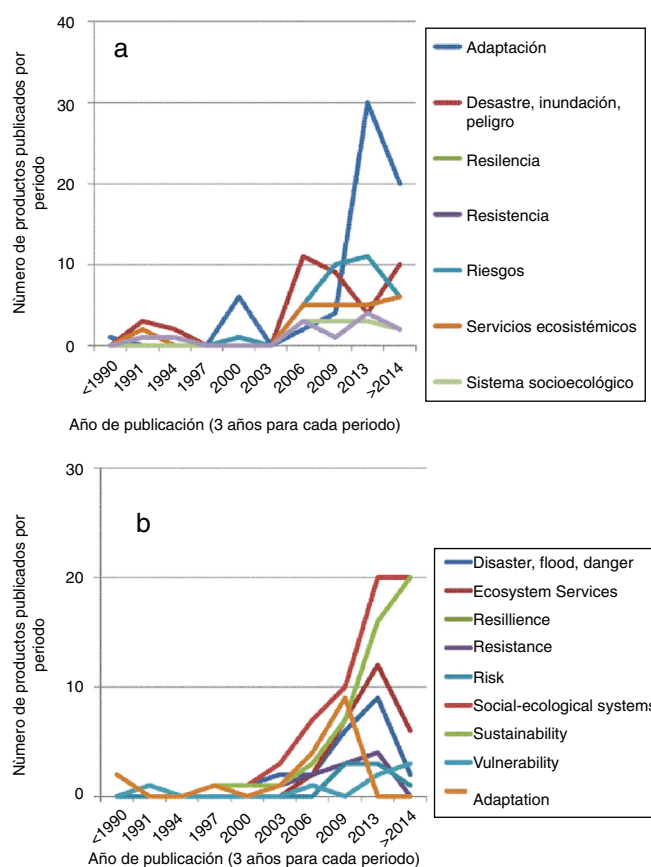 a
Número de productos publicados por
periodo
40
30
20
10
0
<1990
1991
1994
1997
2000
2003
2006
2009
2013
>2014
Año de publicación (3 años para cada periodo)
Adaptación
Desastre, inundación,
peligro
Resilencia
Resistencia
Riesgos
Servicios ecosistémicos
Sistema socioecológico
b
Número de productos publicados por
periodo
30
20
10
0
<1990
1991
1994
1997
2000
2003
2006
2009
2013
>2014
Año de publicación (3 años para cada periodo)
Disaster, flood, danger
Ecosystem Services
Resillience
Resistance
Risk
Social-ecological systems
Sustainability
Vulnerability
Adaptation